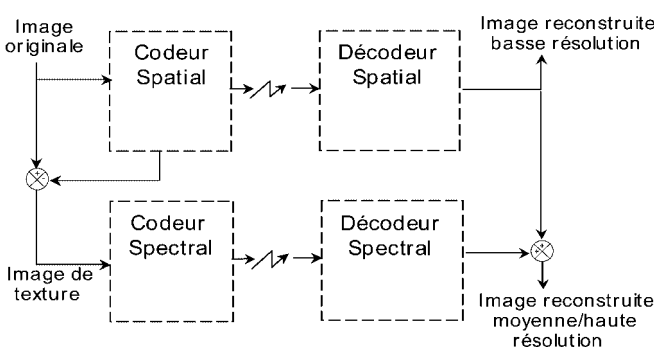 Image
originale
Codeur
Spatial
Décodeur
Spatial
Image reconstruite
basse résolution
+
-
Codeur
Spectral
Décodeur
Spectral
+
+
Image de
texture
Image reconstruite
moyenne/haute
résolution